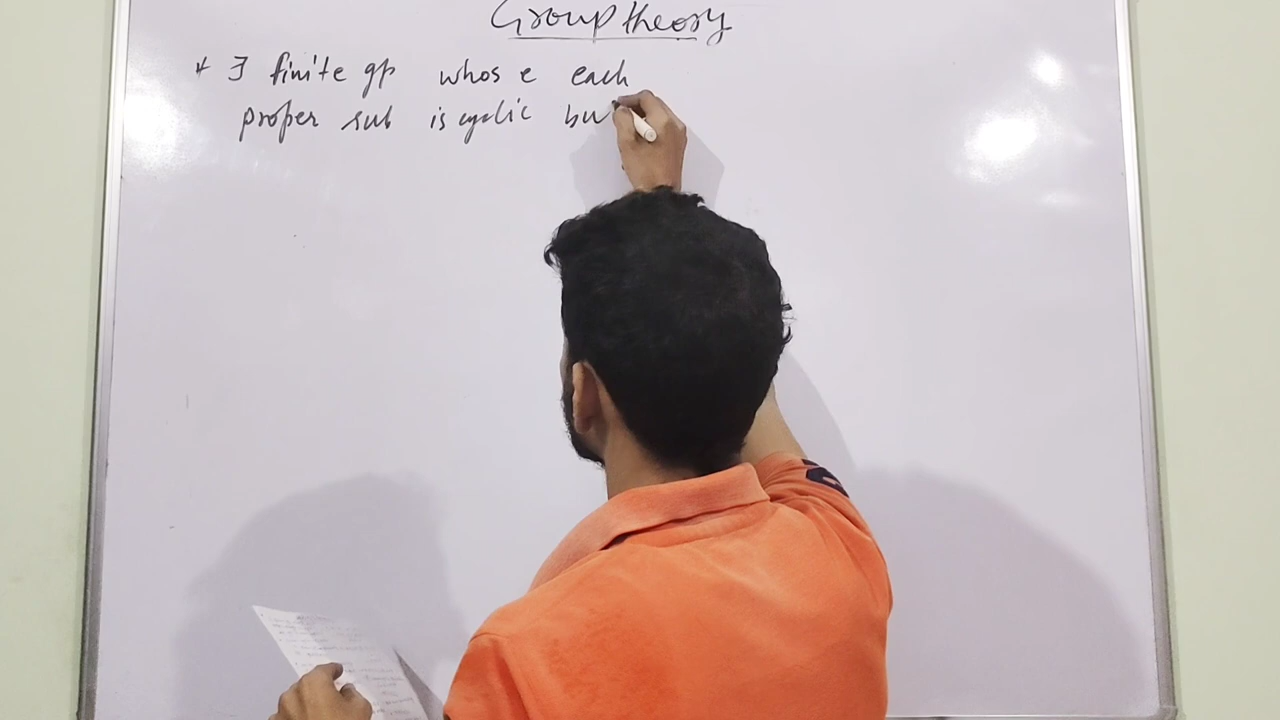 Group theory
* ∃ finite gp whose each
proper sub is cyclic bu